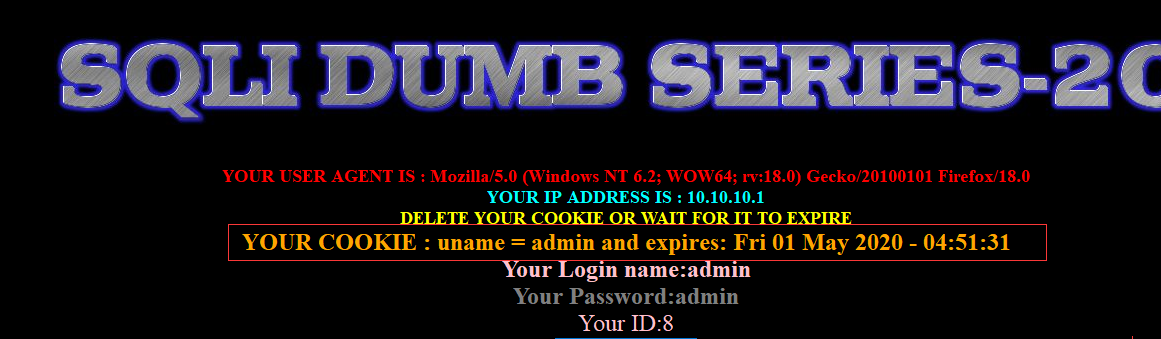 SQLI DUMB SERIES-2
YOUR USER AGENT IS : Mozilla/5.0 (Windows NT 6.2; WOW64; rv:18.0) Gecko/20100101 Firefox/18.0
YOUR IP ADDRESS IS : 10.10.10.1
DELETE YOUR COOKIE OR WAIT FOR IT TO EXPIRE
YOUR COOKIE : uname = admin and expires: Fri 01 May 2020 - 04:51:31
Your Login name:admin
Your Password:admin
Your ID:8